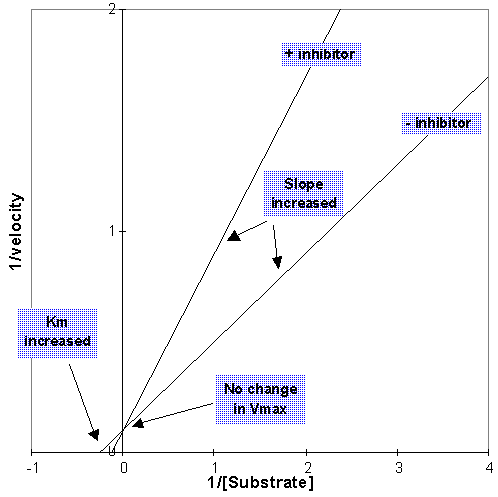 2
+ inhibitor
- inhibitor
Slope
increased
1
1/velocity
Km
increased
No change
in Vmax
0
-1
0
1
2
3
4
1/[Substrate]